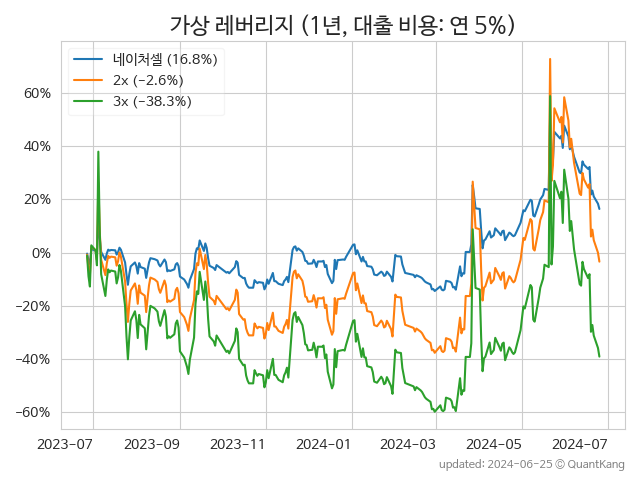 가상 레버리지 (1년, 대출 비용: 연 5%)
네이처셀 (16.8%)
2x (−2.6%)
3x (−38.3%)
60%
40%
20%
0%
−20%
−40%
−60%
2023-07 2023-09 2023-11 2024-01 2024-03 2024-05 2024-07
updated: 2024-06-25 © QuantKang